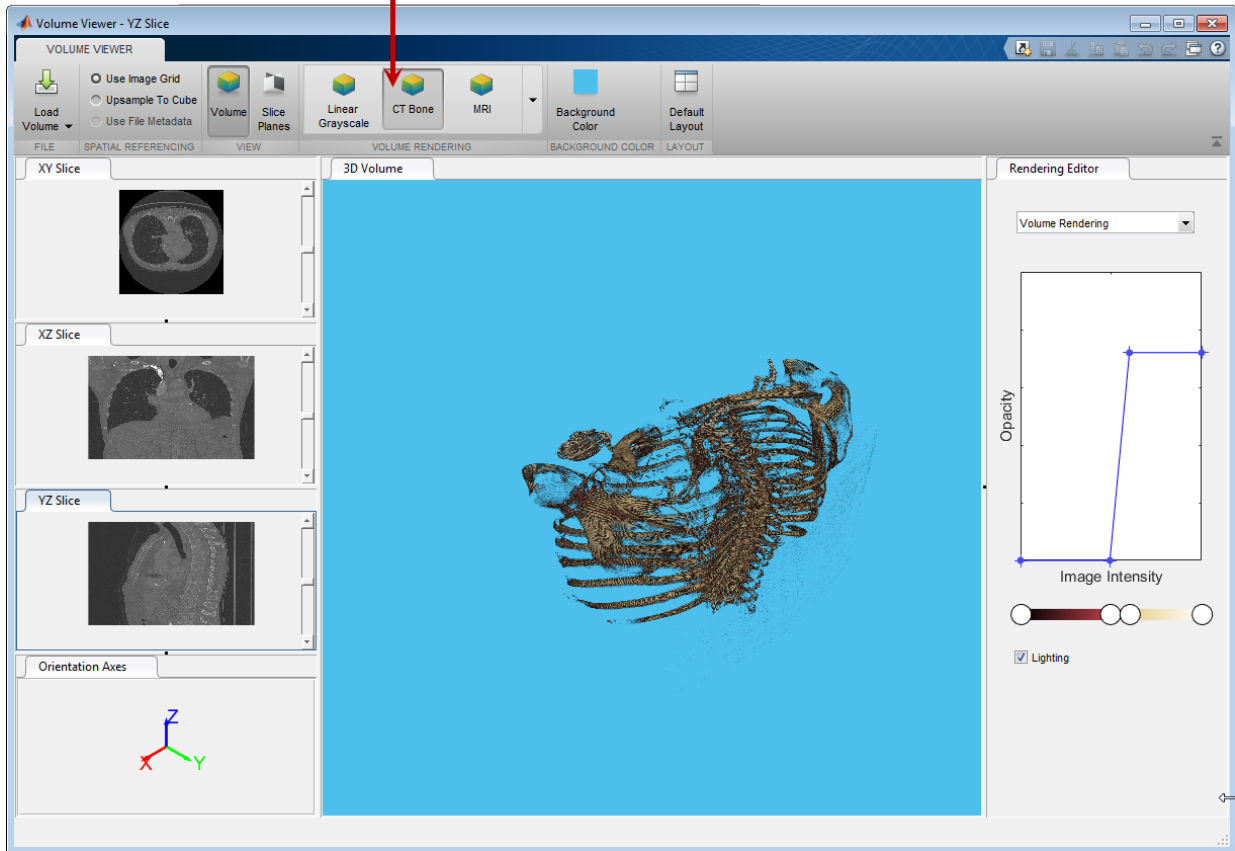 Volume Viewer - YZ Slice
VOLUME VIEWER
Load
Volume
Use Image Grid
Upsample To Cube
Use File Metadata
Volume
Slice
Planes
Linear
Grayscale
CT Bone
MRI
Background
Color
Default
Layout
FILE
SPATIAL REFERENCING
VIEW
VOLUME RENDERING
BACKGROUND COLOR
LAYOUT
XY Slice
XZ Slice
YZ Slice
Orientation Axes
Z
X
Y
3D Volume
Rendering Editor
Volume Rendering
Opacity
Image Intensity
Lighting